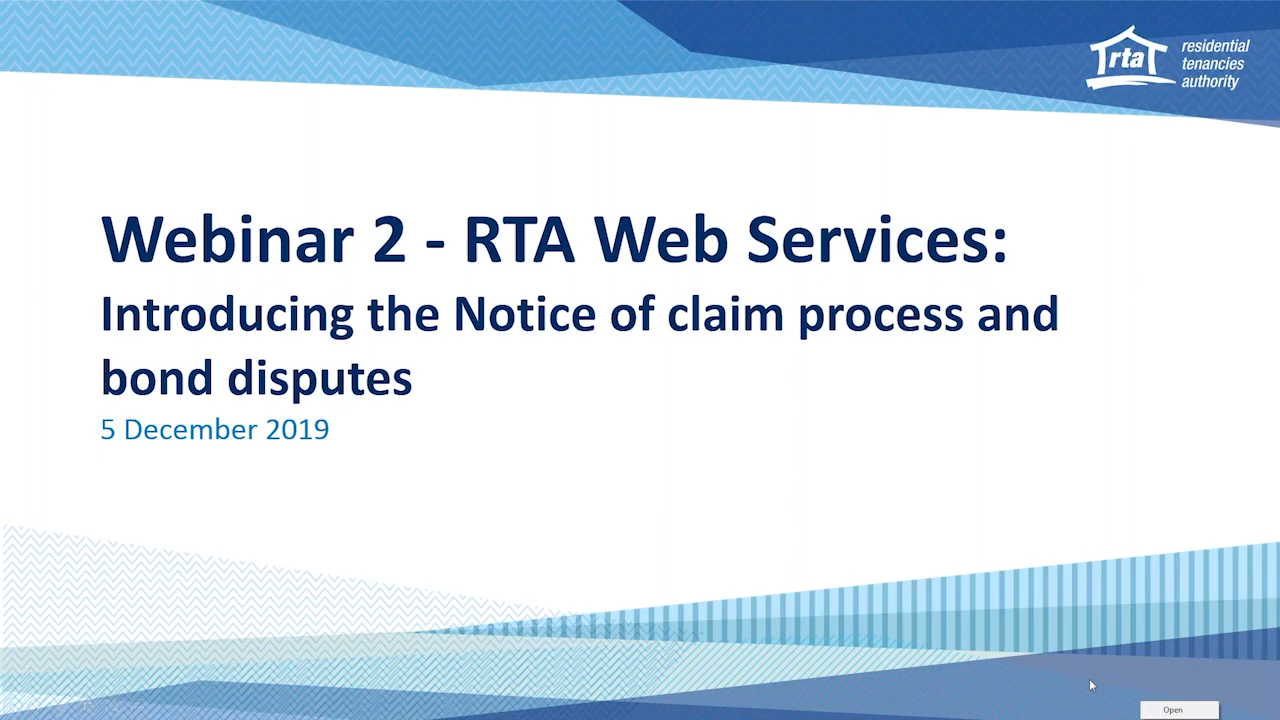 rta
residential
tenancies
authority
Webinar 2 - RTA Web Services:
Introducing the Notice of claim process and
bond disputes
5 December 2019
Open